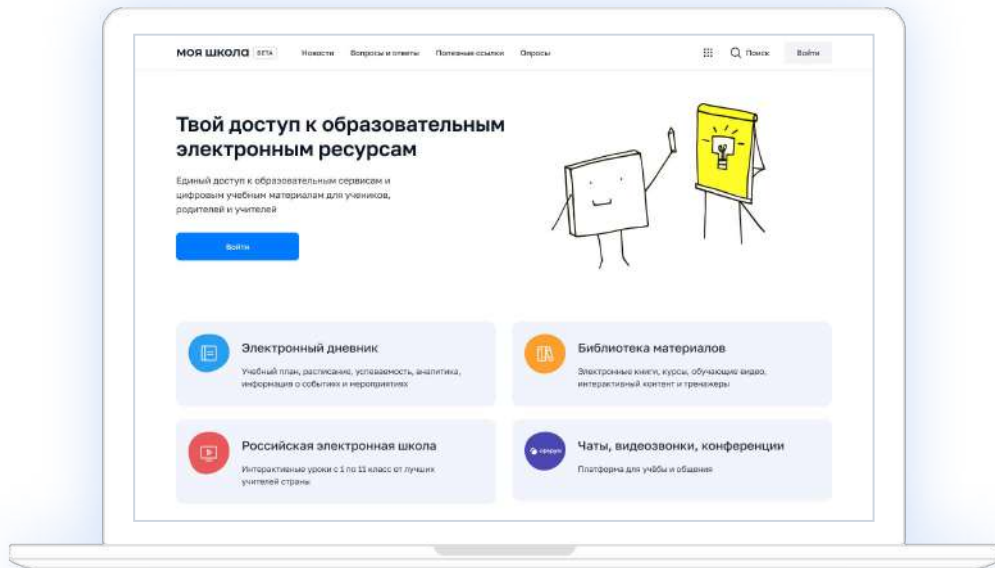 моя школа БЕТА Новости Вопросы и ответы Полезные ссылки Опросы Поиск Войти
Твой доступ к образовательным
электронным ресурсам
Единый доступ к образовательным сервисам и
цифровым учебным материалам для учеников,
родителей и учителей
Войти
Электронный дневник
Учебный план, расписание, успеваемость, аналитика,
информация о событиях и мероприятиях
Библиотека материалов
Электронные книги, курсы, обучающие видео,
интерактивный контент и тренажеры
Российская электронная школа
Интерактивные уроки с 1 по 11 класс от лучших
учителей страны
сферум
Чаты, видеозвонки, конференции
Платформа для учёбы и общения